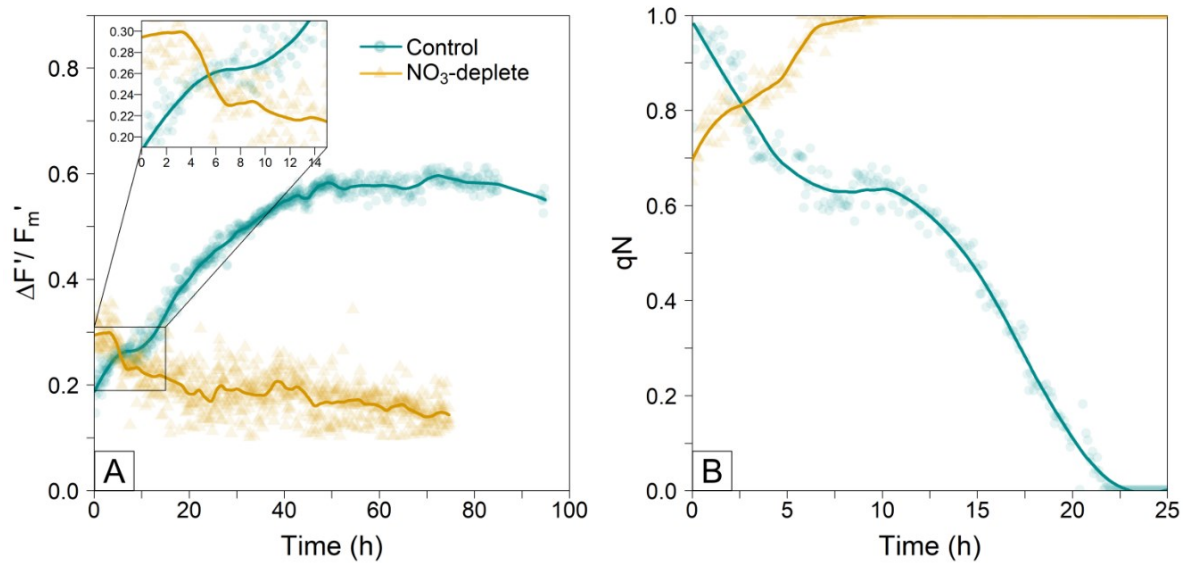 0.30
0.28
0.26
0.24
0.22
0.20
0 2 4 6 8 10 12 14
Control
NO₃-deplete
0.8
0.6
0.4
0.2
0.0
ΔF'/ Fₘ'
A
0 20 40 60 80 100
Time (h)
1.0
0.8
0.6
0.4
0.2
0.0
qN
B
0 5 10 15 20 25
Time (h)